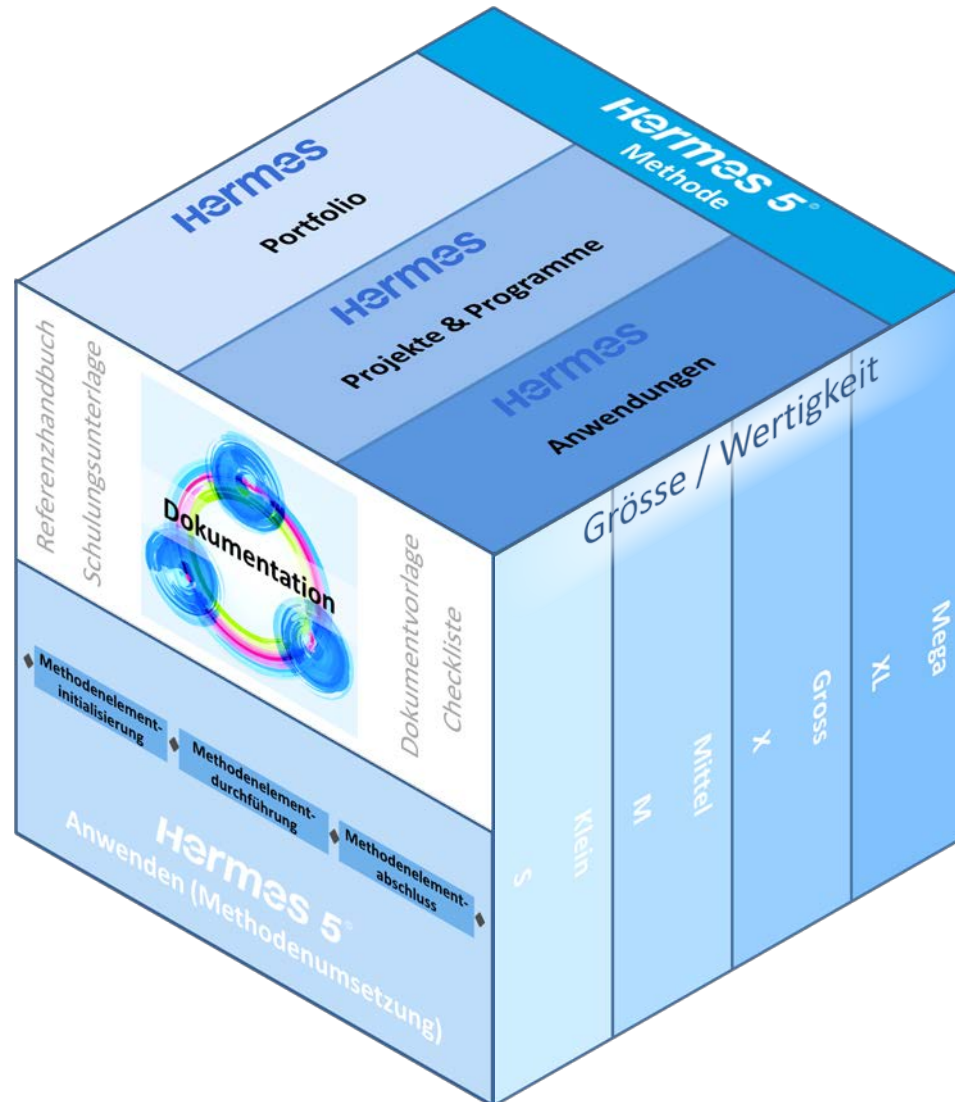 Hermes 5®
Methode
Hermes
Portfolio
Hermes
Projekte & Programme
Hermes
Anwendungen
Referenzhandbuch
Schulungsunterlage
Dokumentation
Dokumentvorlage
Checkliste
Methodenelement-
initialisierung
Methodenelement-
durchführung
Methodenelement-
abschluss
Hermes 5®
Anwenden (Methodenumsetzung)
Grösse / Wertigkeit
S
Klein
M
Mittel
X
Gross
XL
Mega